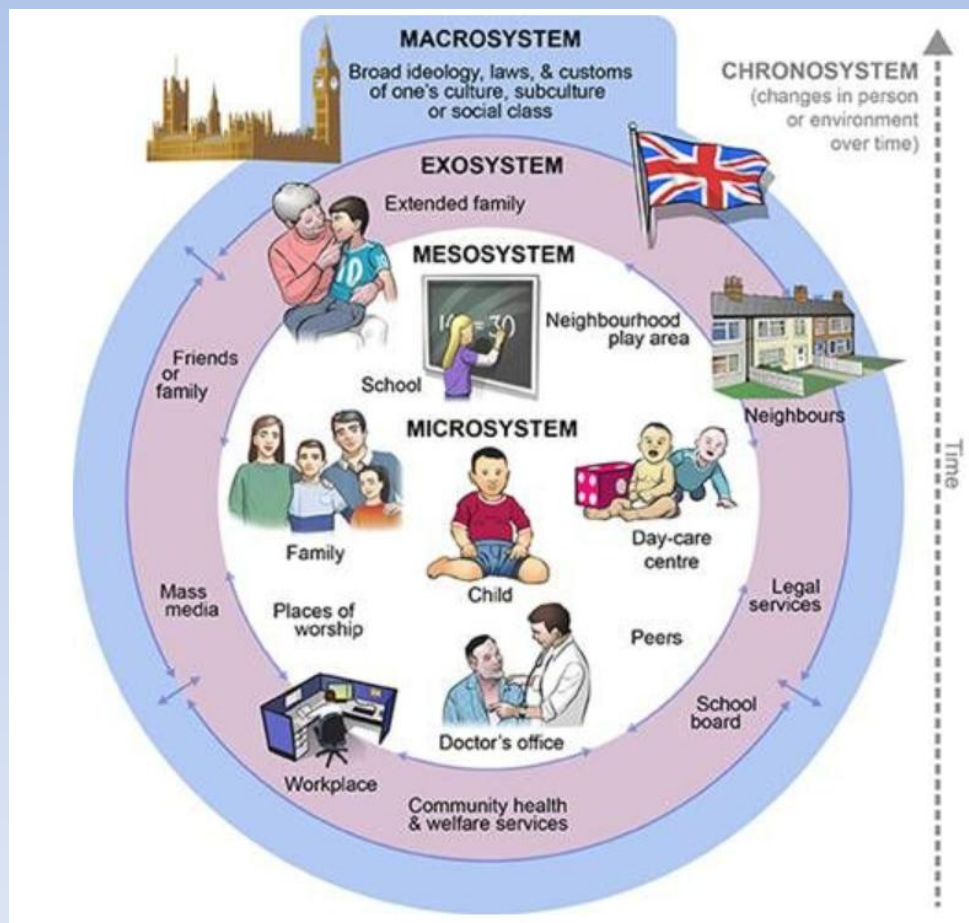 MACROSYSTEM
Broad ideology, laws, & customs
of one's culture, subculture
or social class
CHRONOSYSTEM
(changes in person
or environment
over time)
EXOSYSTEM
Extended family
MESOSYSTEM
Neighbourhood
play area
School
Friends
or
family
Neighbours
MICROSYSTEM
Time
Family
Day-care
centre
Child
Mass
media
Places of
worship
Legal
services
Peers
School
board
Doctor's office
Workplace
Community health
& welfare services